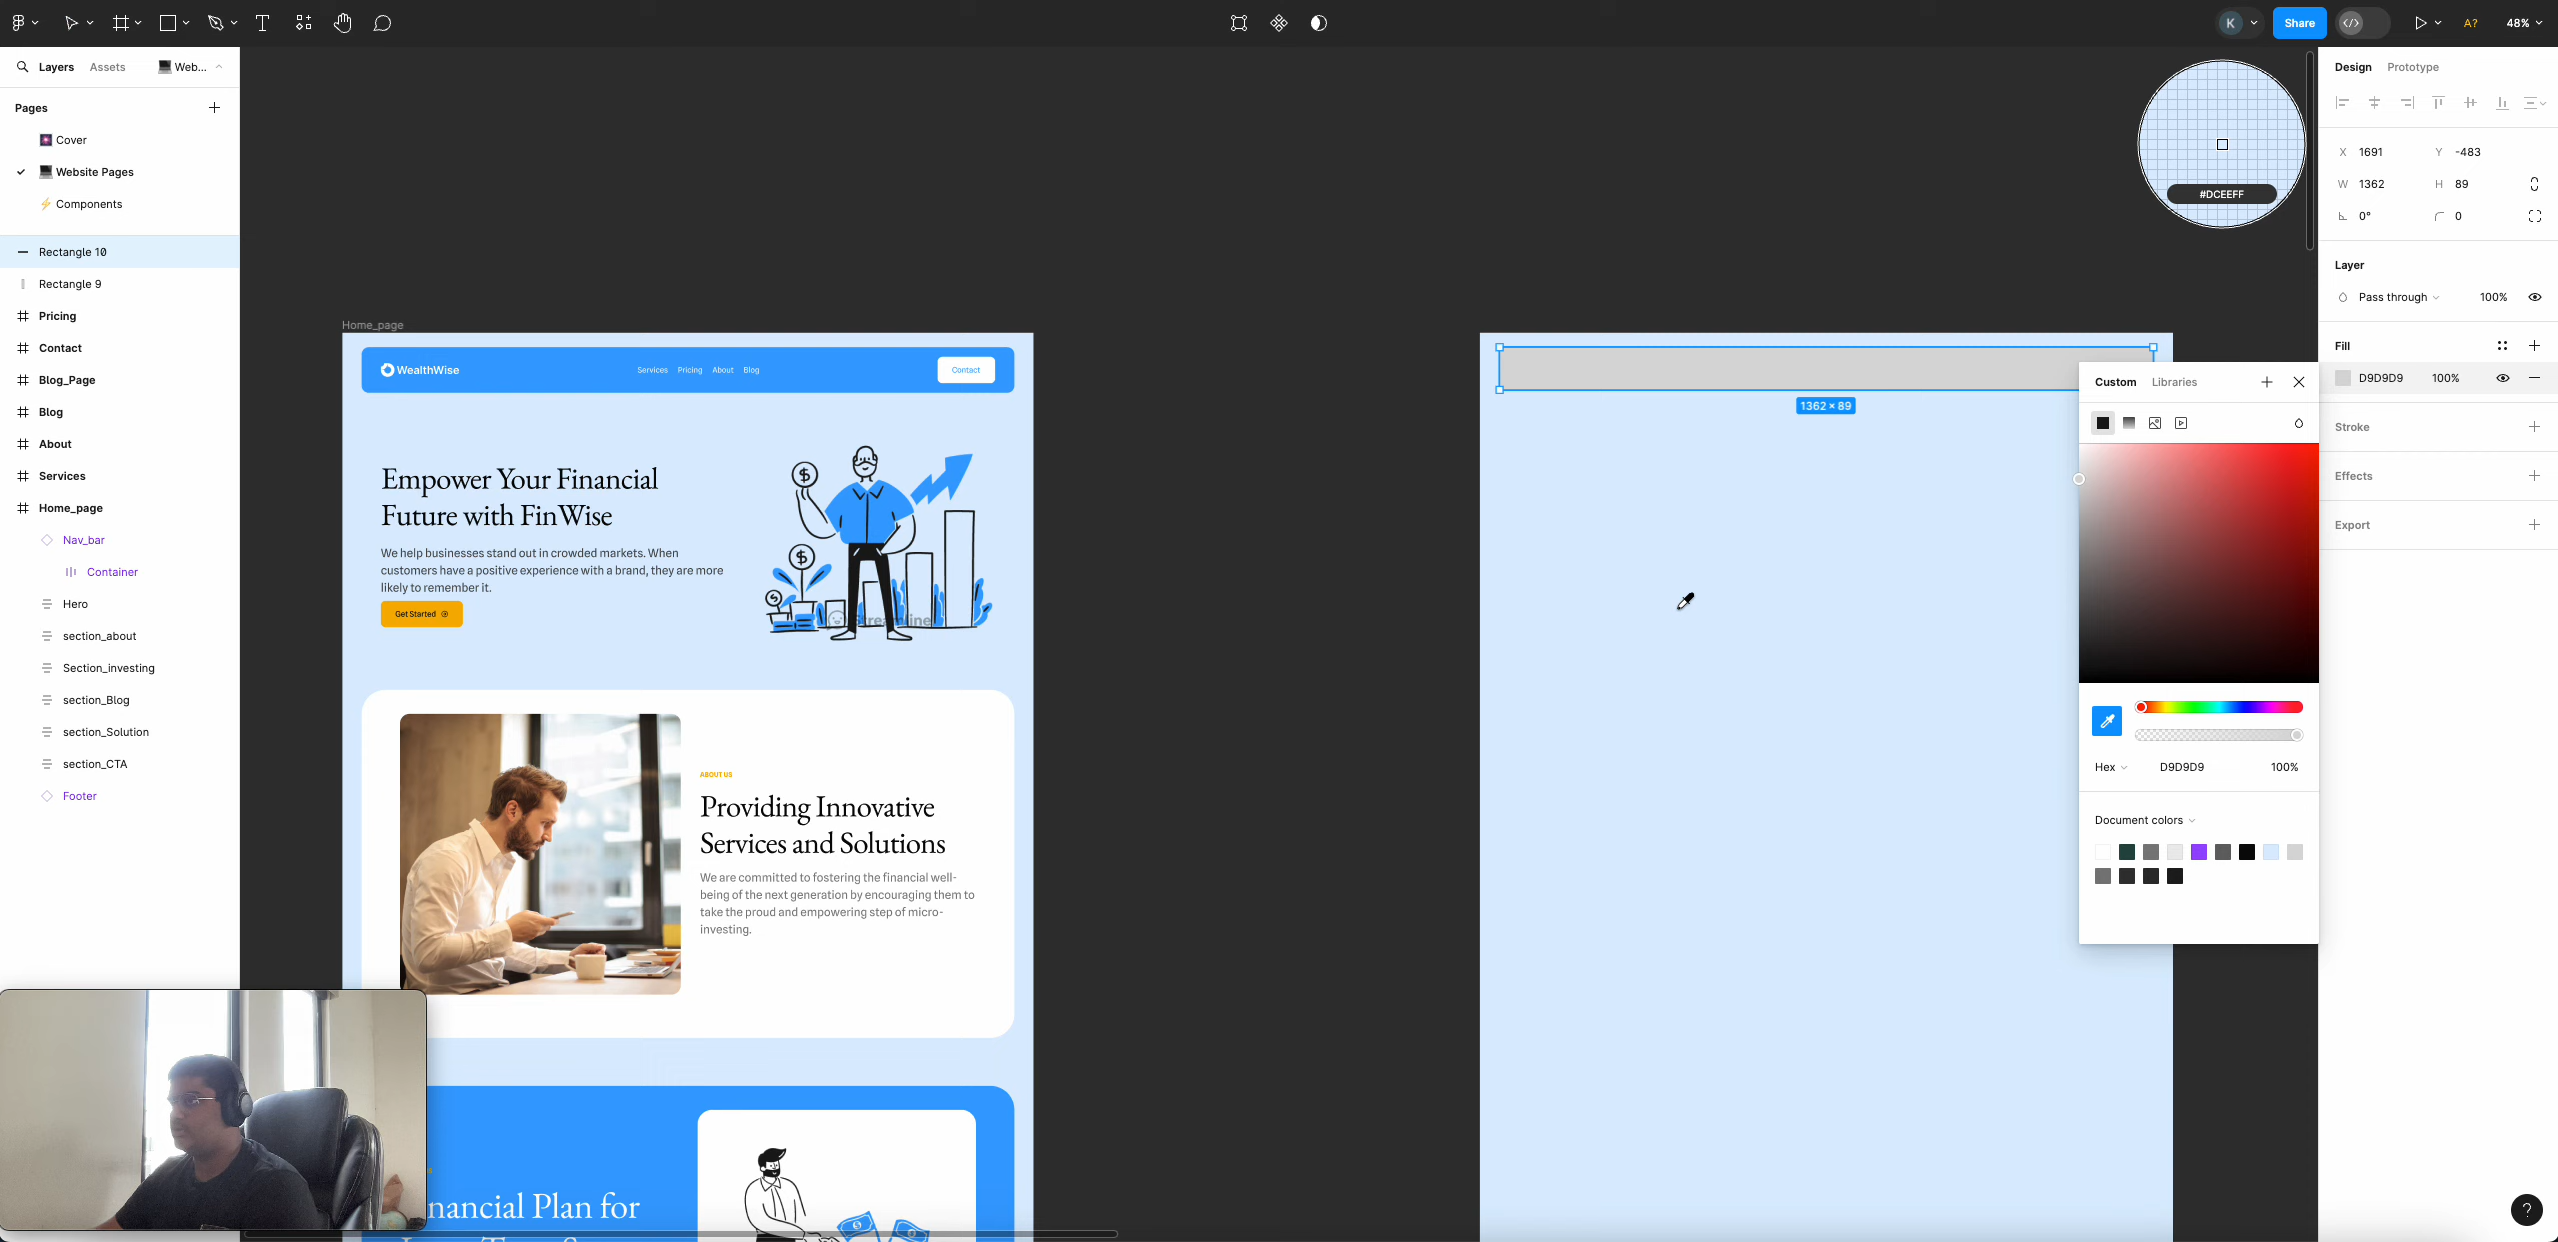 K
Share
A?
48%
Layers
Assets
Web...
Pages
Cover
Website Pages
Components
Rectangle 10
Rectangle 9
Pricing
Contact
Blog_Page
Blog
About
Services
Home_page
Nav_bar
Container
Hero
section_about
Section_investing
section_Blog
section_Solution
section_CTA
Footer
Home_page
WealthWise
Services
Pricing
About
Blog
Contact
Empower Your Financial
Future with FinWise
We help businesses stand out in crowded markets. When
customers have a positive experience with a brand, they are more
likely to remember it.
Get Started
ABOUT US
Providing Innovative
Services and Solutions
We are committed to fostering the financial well-
being of the next generation by encouraging them to
take the proud and empowering step of micro-
investing.
nancial Plan for
#DCEEFF
1362 × 89
Custom
Libraries
Hex
D9D9D9
100%
Document colors
Design
Prototype
X 1691
Y -483
W 1362
H 89
0°
0
Layer
Pass through
100%
Fill
D9D9D9
100%
Stroke
Effects
Export
?